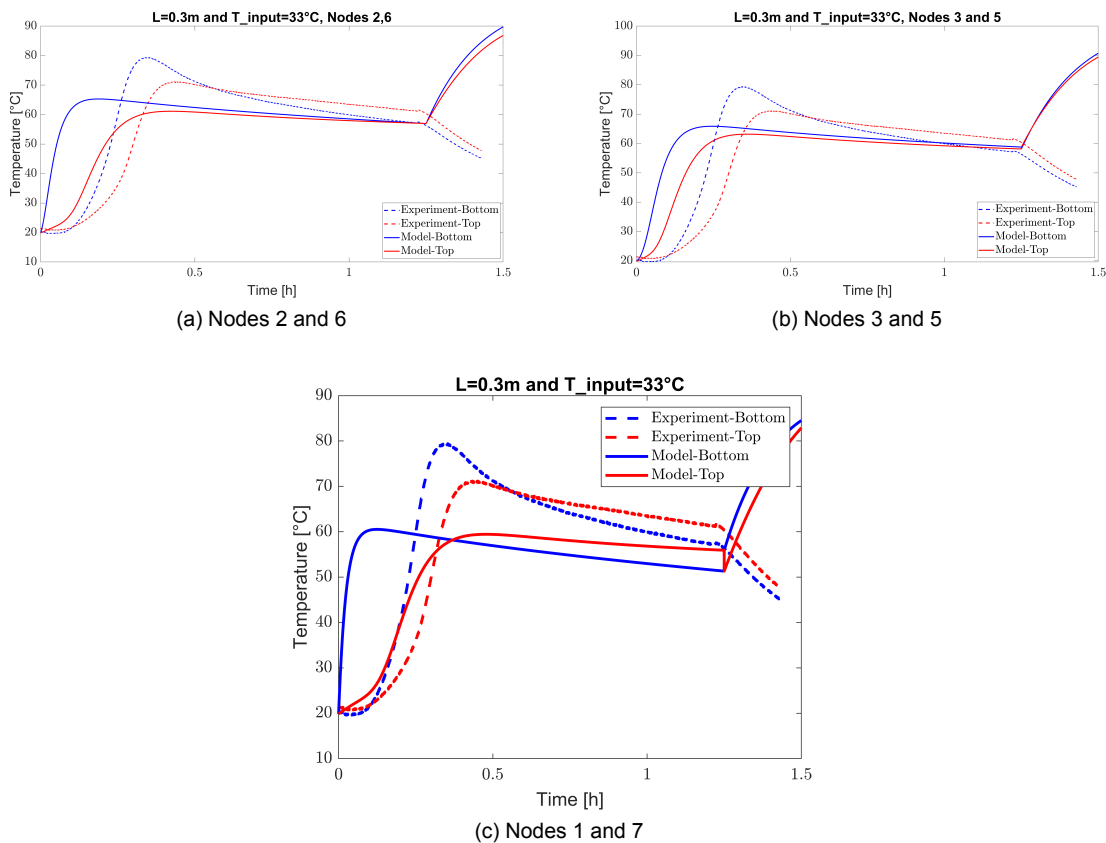 L=0.3m and T_input=33°C, Nodes 2,6
90
80
70
60
50
40
30
20
10
Temperature [°C]
0
0.5
1
1.5
Time [h]
Experiment-Bottom
Experiment-Top
Model-Bottom
Model-Top
(a) Nodes 2 and 6
L=0.3m and T_input=33°C, Nodes 3 and 5
100
90
80
70
60
50
40
30
20
Temperature [°C]
0
0.5
1
1.5
Time [h]
Experiment-Bottom
Experiment-Top
Model-Bottom
Model-Top
(b) Nodes 3 and 5
L=0.3m and T_input=33°C
90
80
70
60
50
40
30
20
10
Temperature [°C]
0
0.5
1
1.5
Time [h]
Experiment-Bottom
Experiment-Top
Model-Bottom
Model-Top
(c) Nodes 1 and 7